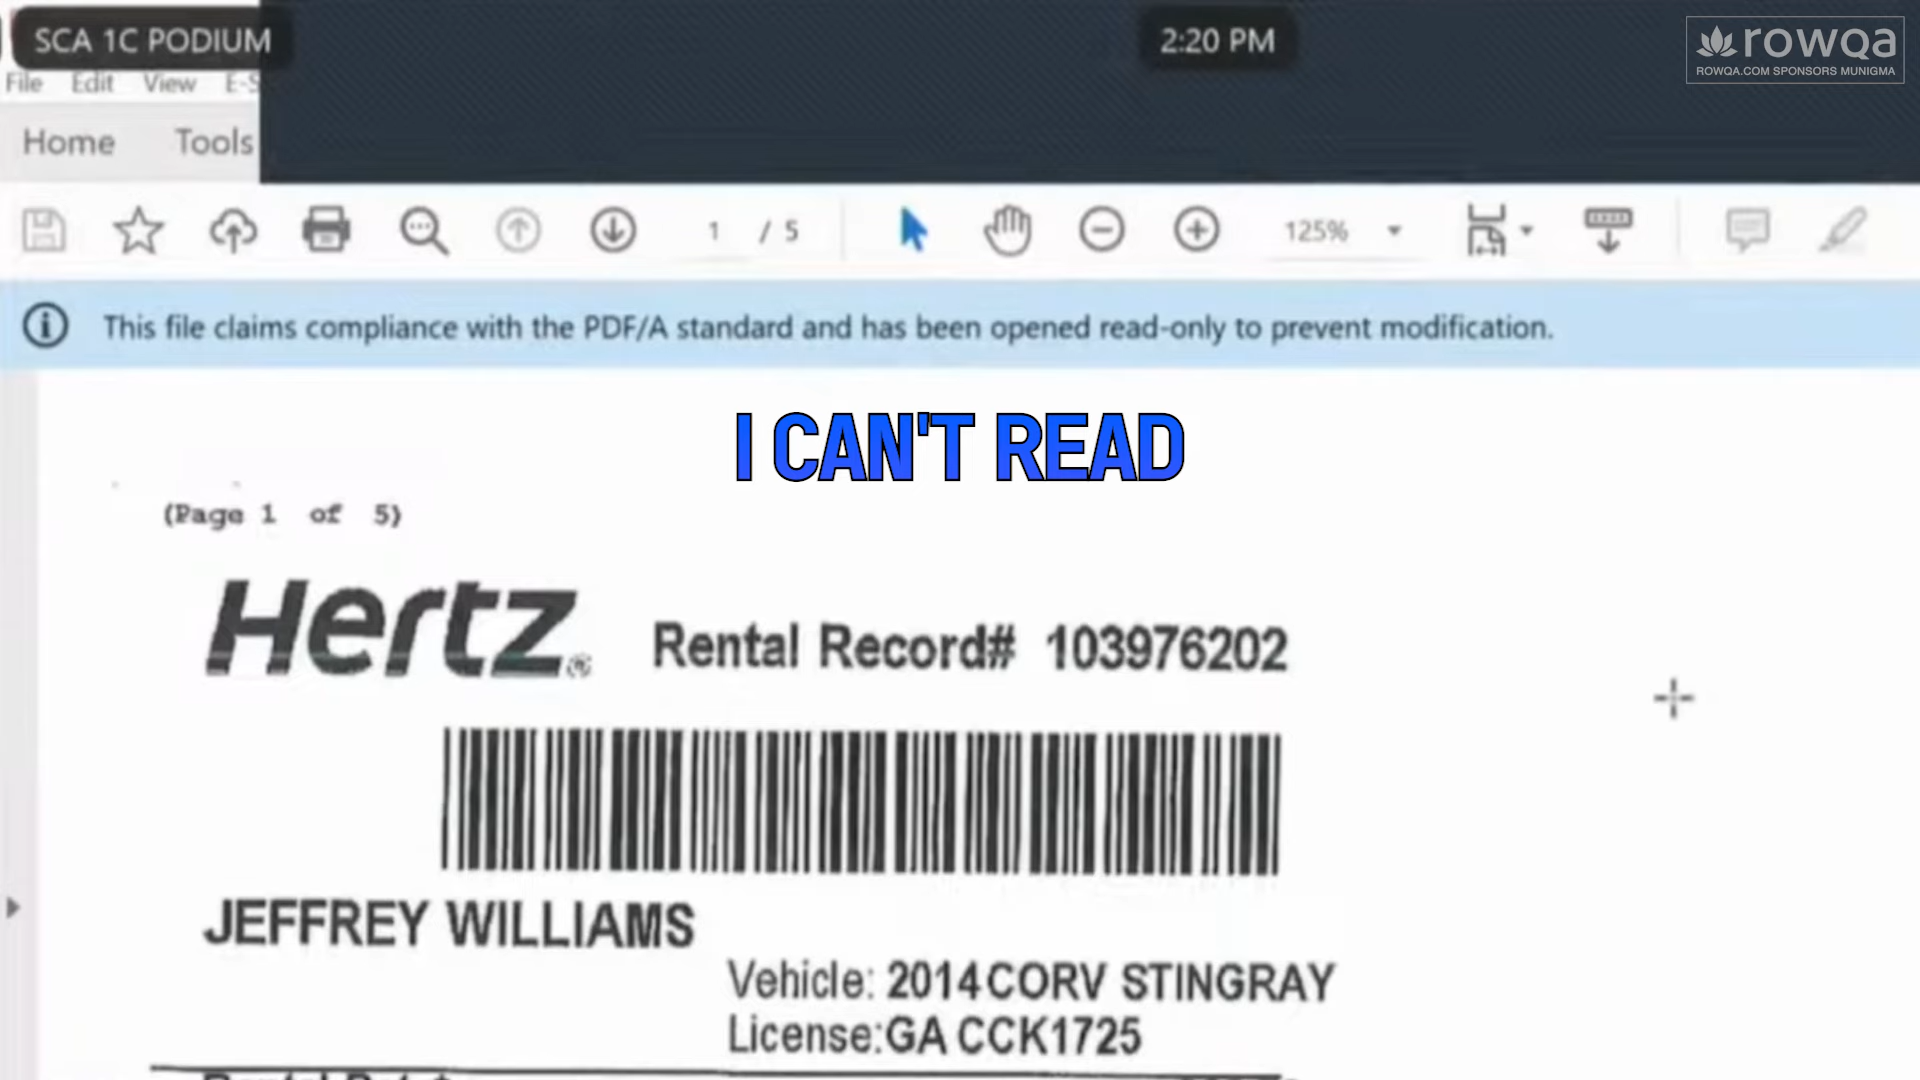 SCA 1C PODIUM
2:20 PM
rowqa
ROWQA.COM SPONSORS MUNIGMA
File Edit View E-S
Home Tools
1 / 5
125%
This file claims compliance with the PDF/A standard and has been opened read-only to prevent modification.
I CAN'T READ
(Page 1 of 5)
Hertz®
Rental Record# 103976202
JEFFREY WILLIAMS
Vehicle: 2014 CORV STINGRAY
License: GA CCK1725